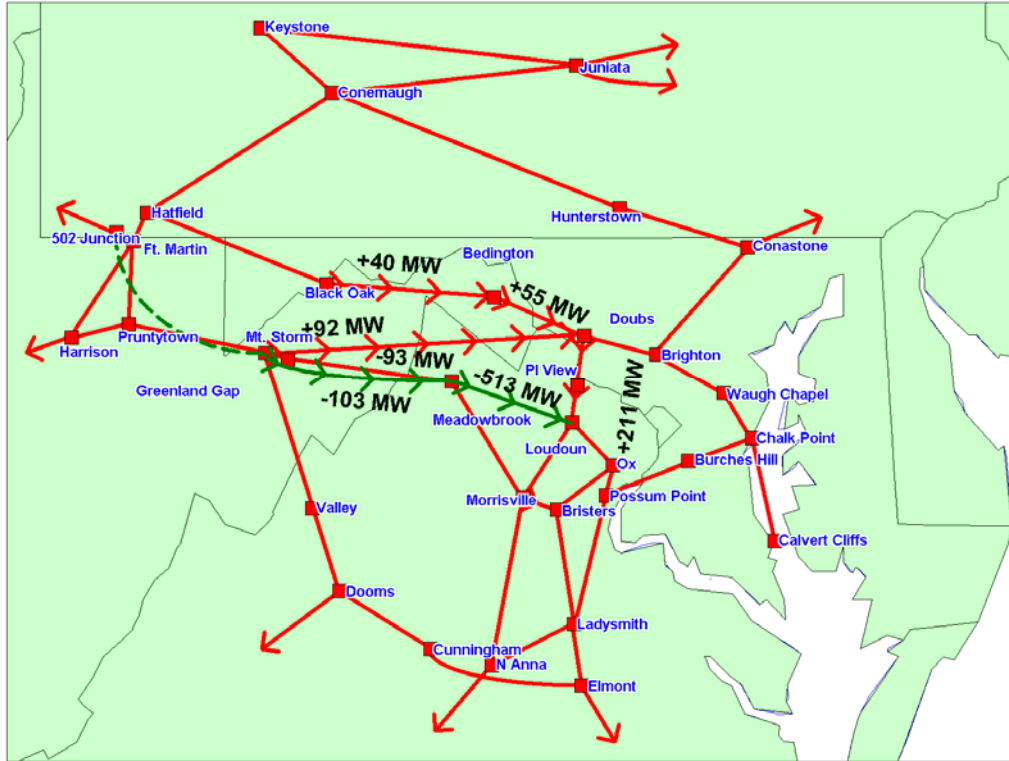 Keystone
Juniata
Conemaugh
Hatfield
Hunterstown
502 Junction
Ft. Martin
Conastone
Bedington
+40 MW
Black Oak
+55 MW
+92 MW
Mt. Storm
Doubs
Pruntytown
Harrison
-93 MW
Brighton
Pl View
Greenland Gap
-103 MW
-513 MW
+211 MW
Waugh Chapel
Meadowbrook
Chalk Point
Loudoun
Ox
Burches Hill
Morrisville
Possum Point
Valley
Bristers
Calvert Cliffs
Dooms
Ladysmith
Cunningham
N Anna
Elmont